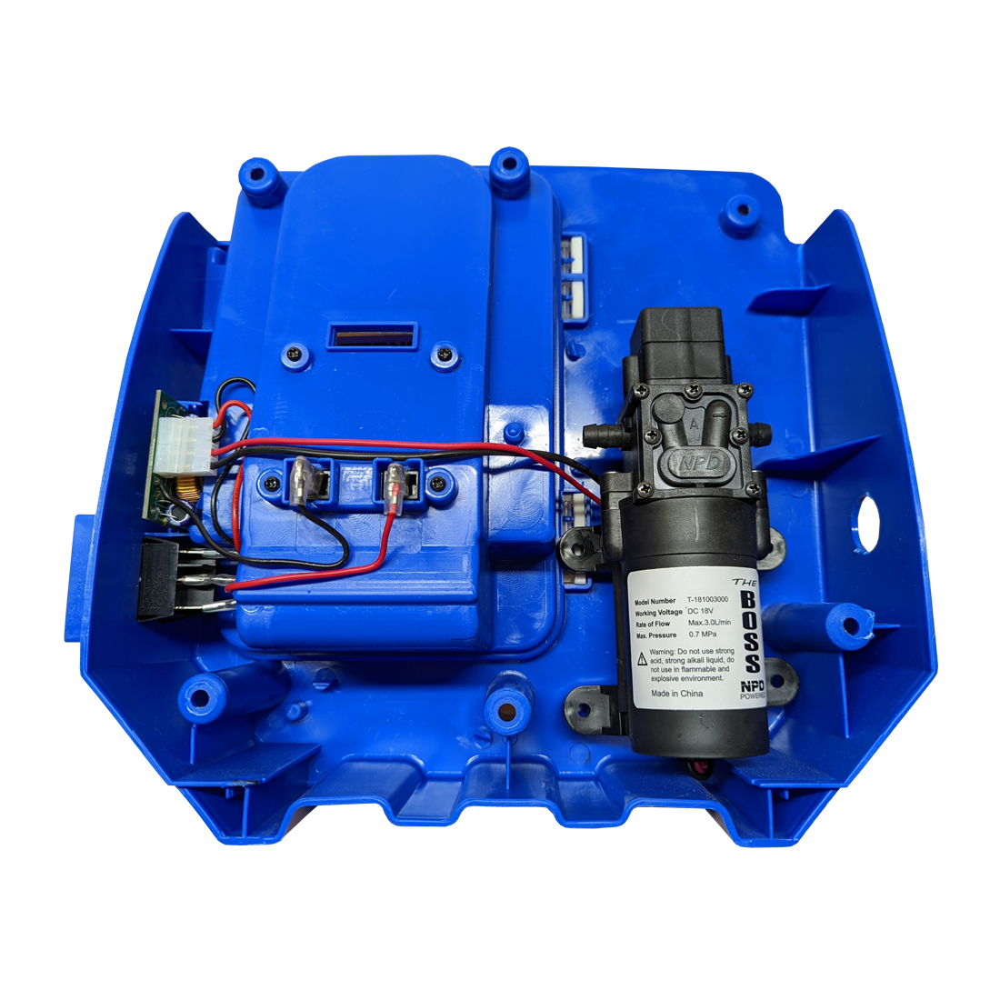 A
NPD
THE
BOSS
NPD
POWERED
Model Number T-181003000
Working Voltage DC 18V
Rate of Flow Max.3.0L/min
Max. Pressure 0.7 MPa
Warning: Do not use strong
acid, strong alkali liquid, do
not use in flammable and
explosive environment.
Made in China